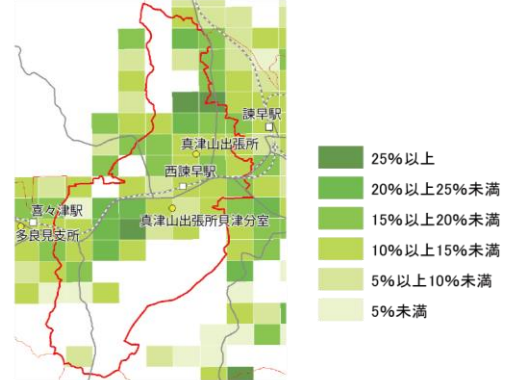 諫早駅
真津山出張所
西諫早駅
喜々津駅
真津山出張所貝津分室
多良見支所
25％以上
20％以上25％未満
15％以上20％未満
10％以上15％未満
5％以上10％未満
5％未満